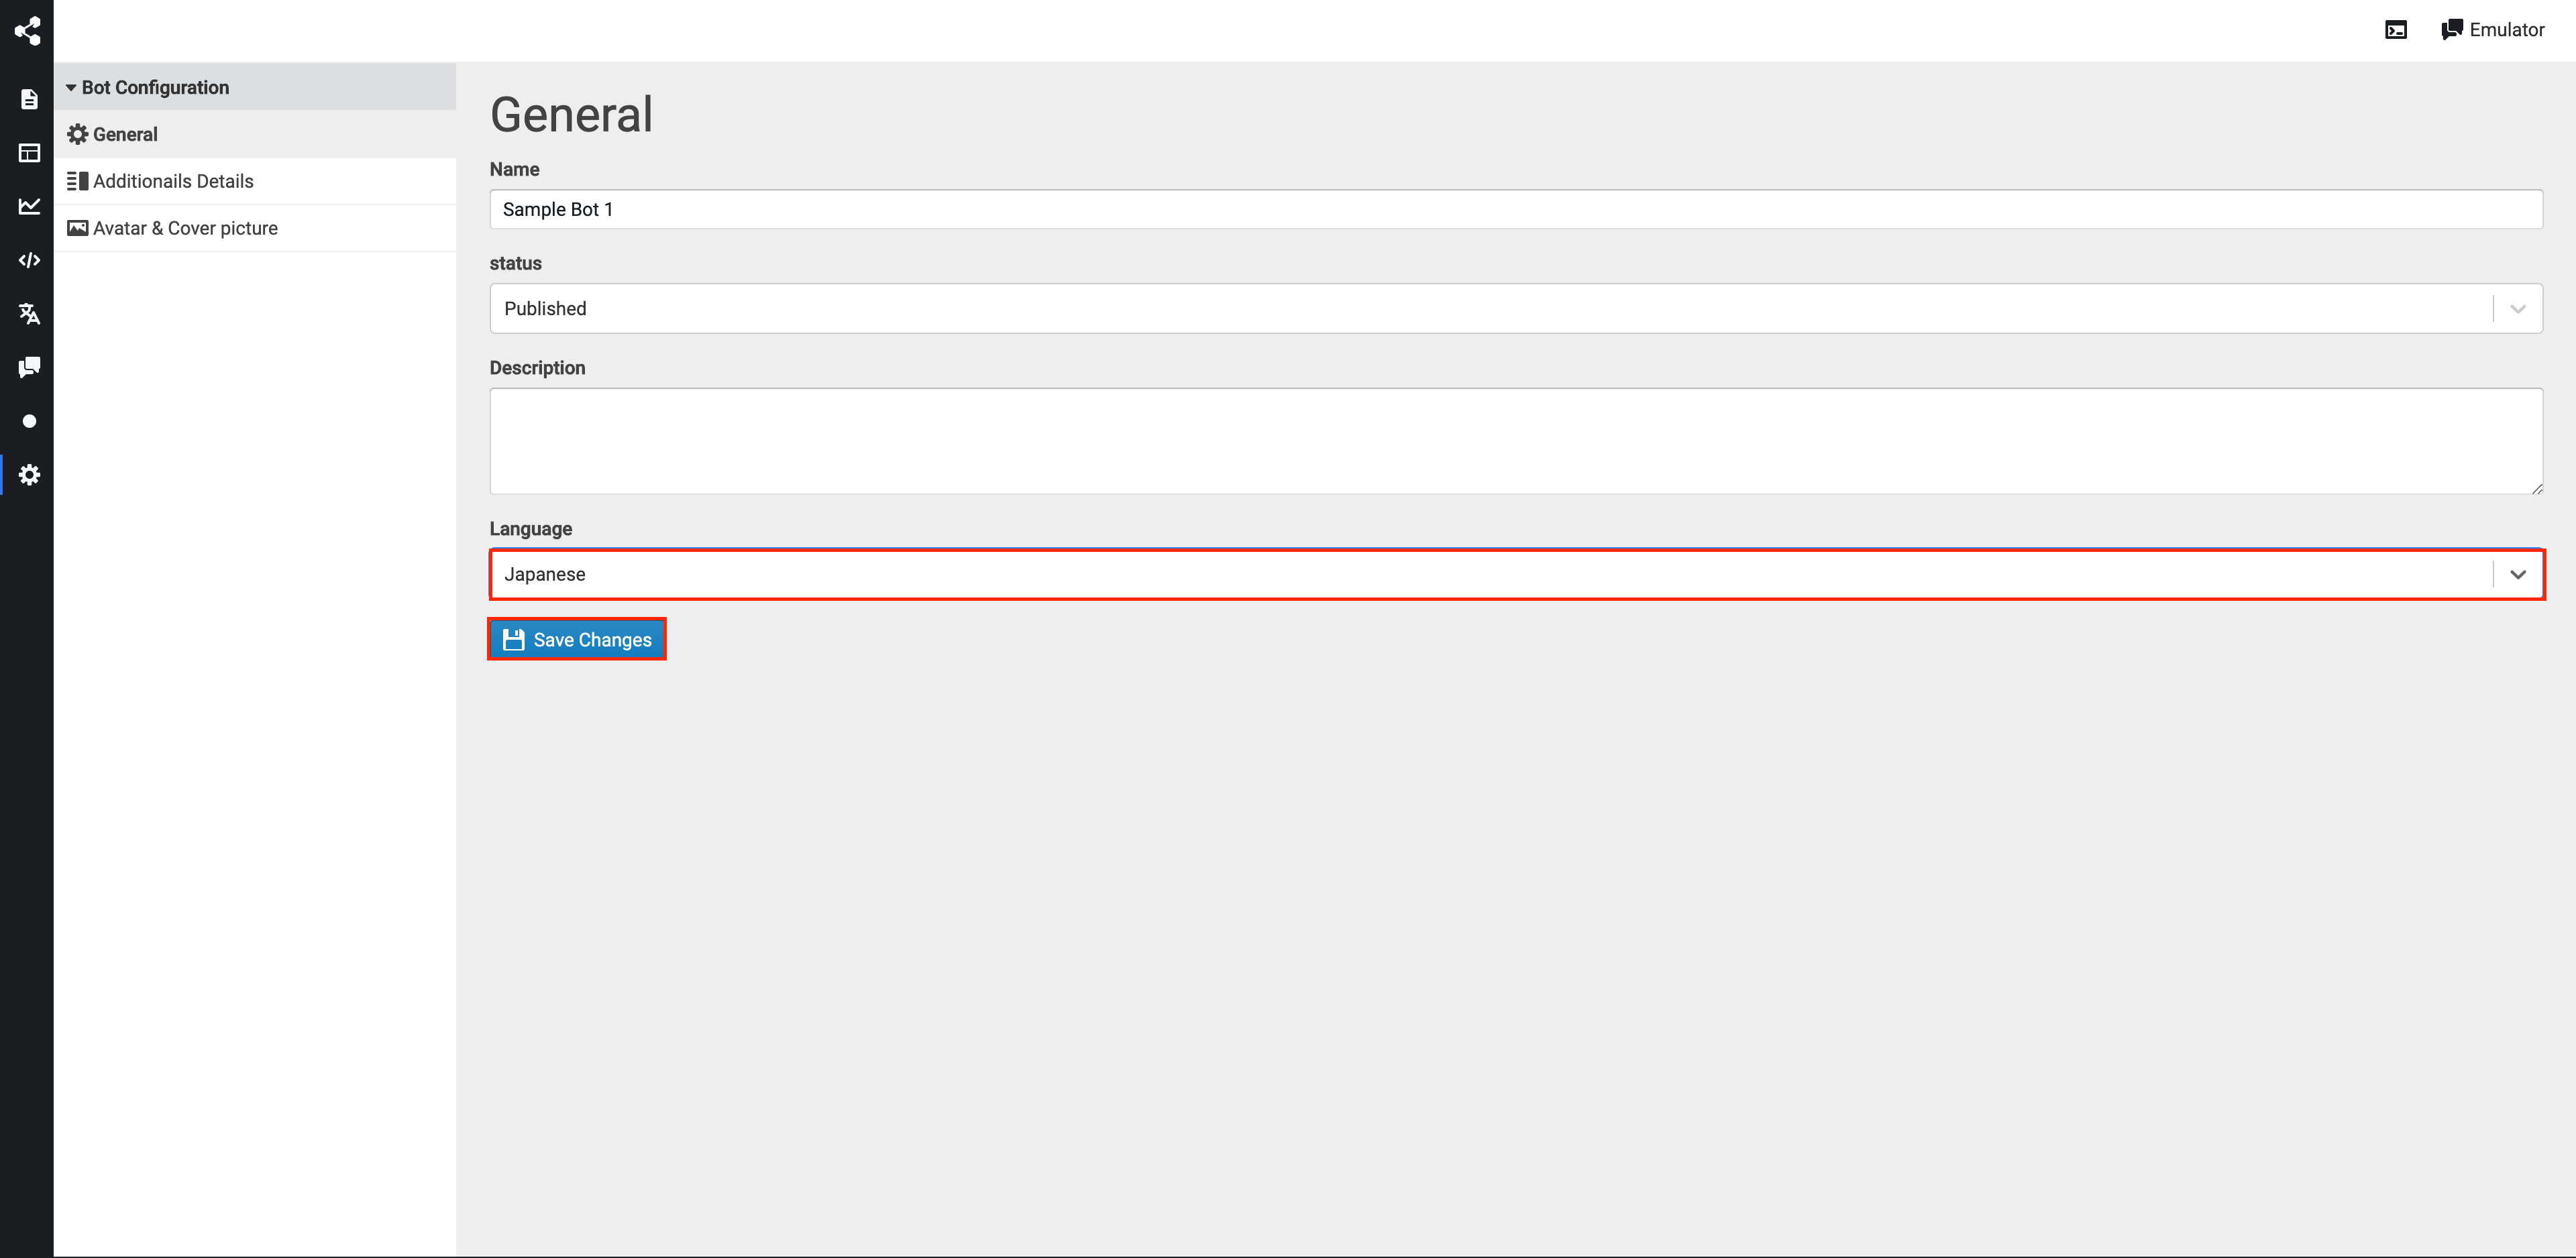 Emulator
Bot Configuration
General
Additionails Details
Avatar & Cover picture
General
Name
Sample Bot 1
status
Published
Description
Language
Japanese
Save Changes